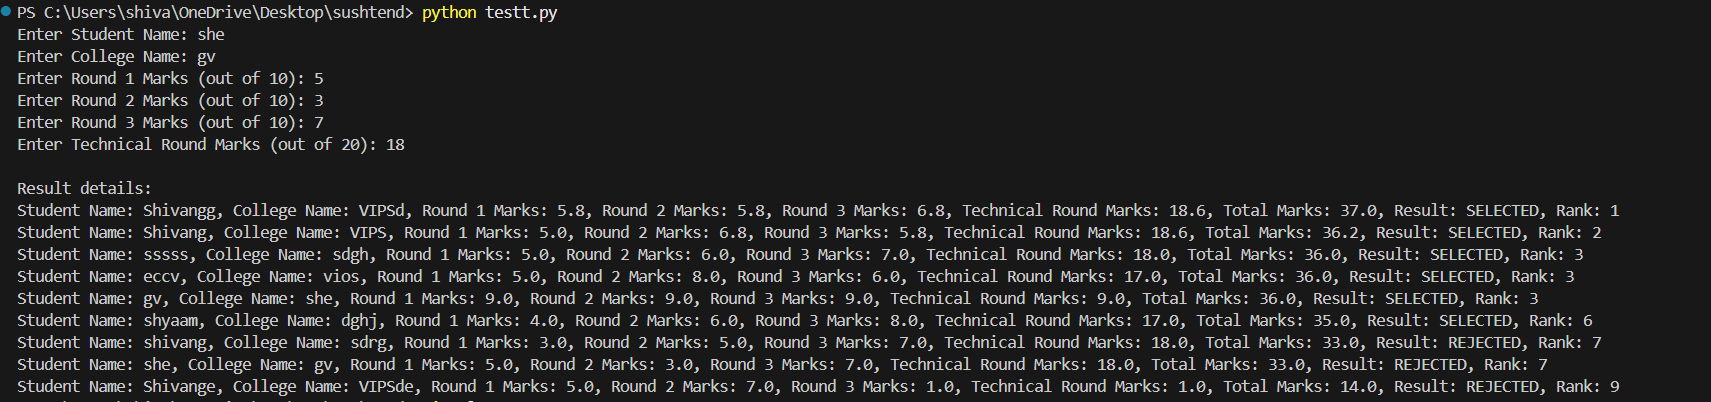 PS C:\Users\shiva\OneDrive\Desktop\sushtend> python testt.py
Enter Student Name: she
Enter College Name: gv
Enter Round 1 Marks (out of 10): 5
Enter Round 2 Marks (out of 10): 3
Enter Round 3 Marks (out of 10): 7
Enter Technical Round Marks (out of 20): 18
Result details:
Student Name: Shivangg, College Name: VIPSd, Round 1 Marks: 5.8, Round 2 Marks: 5.8, Round 3 Marks: 6.8, Technical Round Marks: 18.6, Total Marks: 37.0, Result: SELECTED, Rank: 1
Student Name: Shivang, College Name: VIPS, Round 1 Marks: 5.0, Round 2 Marks: 6.8, Round 3 Marks: 5.8, Technical Round Marks: 18.6, Total Marks: 36.2, Result: SELECTED, Rank: 2
Student Name: sssss, College Name: sdgh, Round 1 Marks: 5.0, Round 2 Marks: 6.0, Round 3 Marks: 7.0, Technical Round Marks: 18.0, Total Marks: 36.0, Result: SELECTED, Rank: 3
Student Name: eccv, College Name: vios, Round 1 Marks: 5.0, Round 2 Marks: 8.0, Round 3 Marks: 6.0, Technical Round Marks: 17.0, Total Marks: 36.0, Result: SELECTED, Rank: 3
Student Name: gv, College Name: she, Round 1 Marks: 9.0, Round 2 Marks: 9.0, Round 3 Marks: 9.0, Technical Round Marks: 9.0, Total Marks: 36.0, Result: SELECTED, Rank: 3
Student Name: shyaam, College Name: dghj, Round 1 Marks: 4.0, Round 2 Marks: 6.0, Round 3 Marks: 8.0, Technical Round Marks: 17.0, Total Marks: 35.0, Result: SELECTED, Rank: 6
Student Name: shivang, College Name: sdrg, Round 1 Marks: 3.0, Round 2 Marks: 5.0, Round 3 Marks: 7.0, Technical Round Marks: 18.0, Total Marks: 33.0, Result: REJECTED, Rank: 7
Student Name: she, College Name: gv, Round 1 Marks: 5.0, Round 2 Marks: 3.0, Round 3 Marks: 7.0, Technical Round Marks: 18.0, Total Marks: 33.0, Result: REJECTED, Rank: 7
Student Name: Shivange, College Name: VIPSde, Round 1 Marks: 5.0, Round 2 Marks: 7.0, Round 3 Marks: 1.0, Technical Round Marks: 1.0, Total Marks: 14.0, Result: REJECTED, Rank: 9